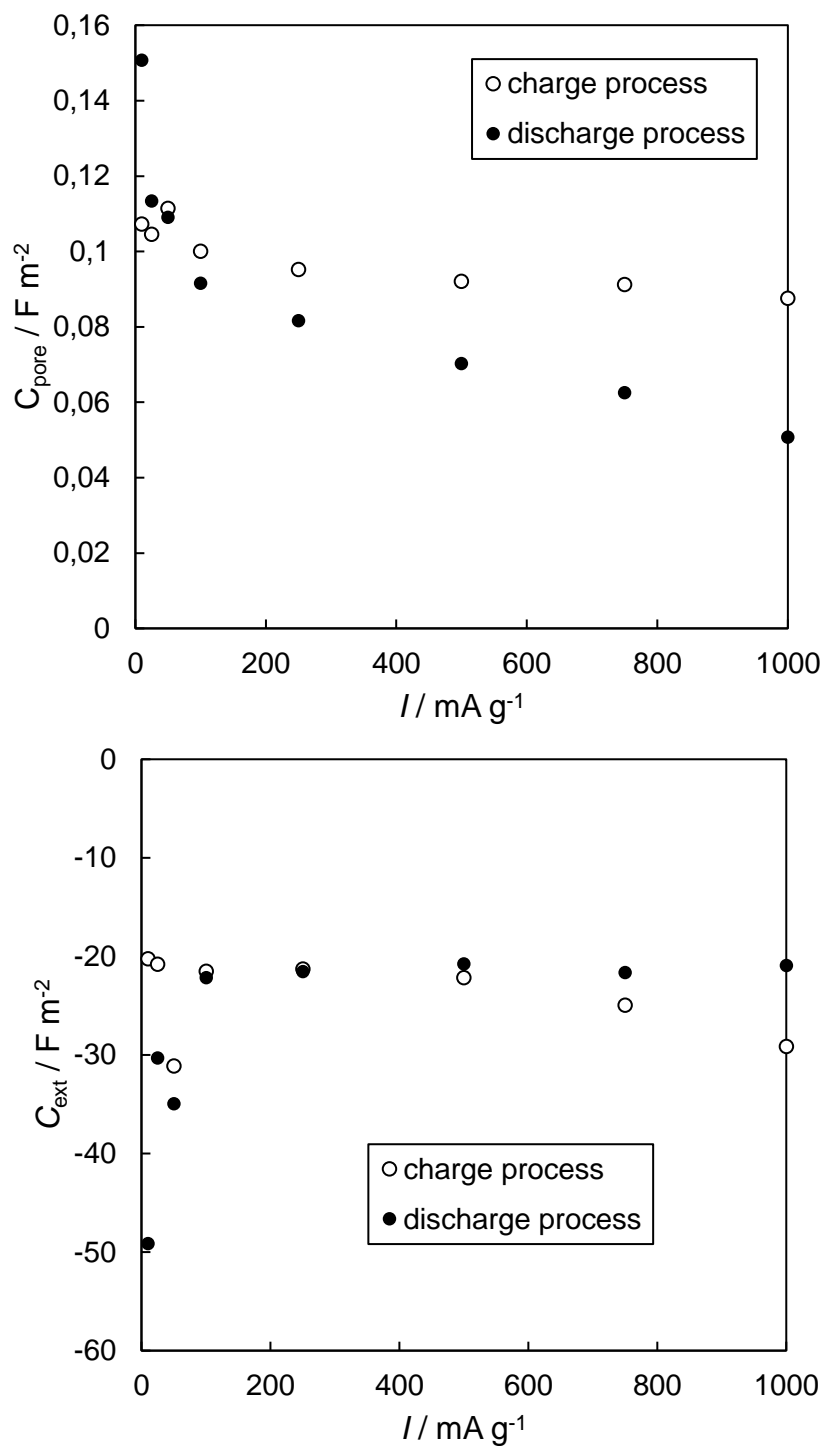 0,16
0,14
0,12
0,1
0,08
0,06
0,04
0,02
0
C_pore / F m⁻²
charge process
discharge process
0 200 400 600 800 1000
I / mA g⁻¹
0
-10
-20
-30
-40
-50
-60
C_ext / F m⁻²
charge process
discharge process
0 200 400 600 800 1000
I / mA g⁻¹